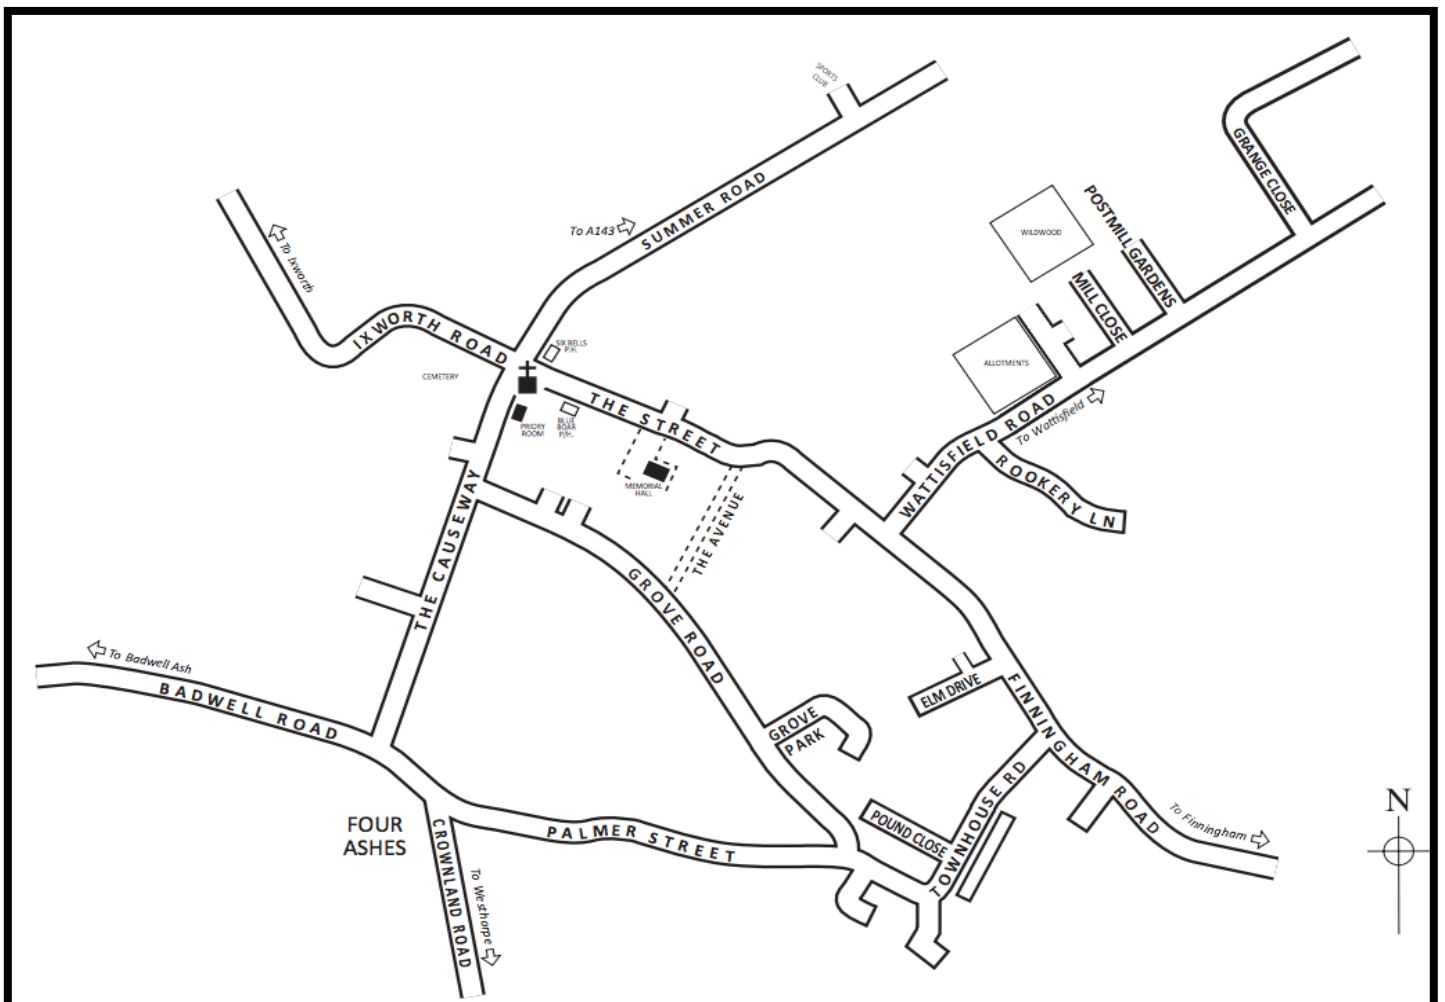 SPORTS
CLUB
GRANGE CLOSE
SUMMER ROAD
To A143
POSTMILL GARDENS
WILDWOOD
To Ixworth
MILL CLOSE
IXWORTH ROAD
SIX BELLS
P.H.
ALLOTMENTS
CEMETERY
THE STREET
To Wattisfield
PRIORY
ROOM
BLUE
BOAR
P/H.
WATTISFIELD ROAD
ROOKERY LN
MEMORIAL
HALL
THE AVENUE
THE CAUSEWAY
GROVE ROAD
To Badwell Ash
BADWELL ROAD
ELM DRIVE
FINNINGHAM ROAD
GROVE
PARK
TOWNHOUSE RD
To Finningham
N
POUND CLOSE
FOUR
ASHES
PALMER STREET
CROWNLAND ROAD
To Westhorpe